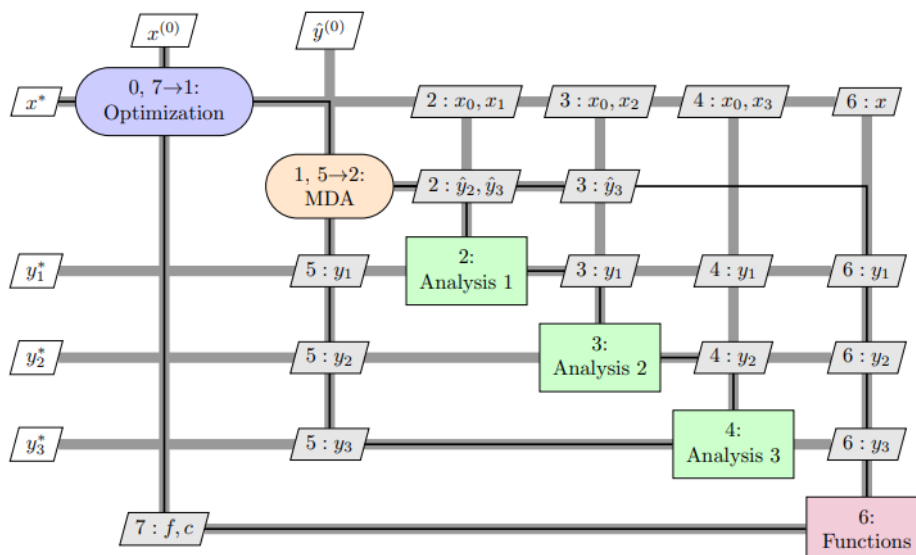 x^{(0)}
ŷ^{(0)}
x*
0, 7→1:
Optimization
2 : x₀, x₁
3 : x₀, x₂
4 : x₀, x₃
6 : x
1, 5→2:
MDA
2 : ŷ₂, ŷ₃
3 : ŷ₃
y₁*
5 : y₁
2:
Analysis 1
3 : y₁
4 : y₁
6 : y₁
y₂*
5 : y₂
3:
Analysis 2
4 : y₂
6 : y₂
y₃*
5 : y₃
4:
Analysis 3
6 : y₃
7 : f, c
6:
Functions